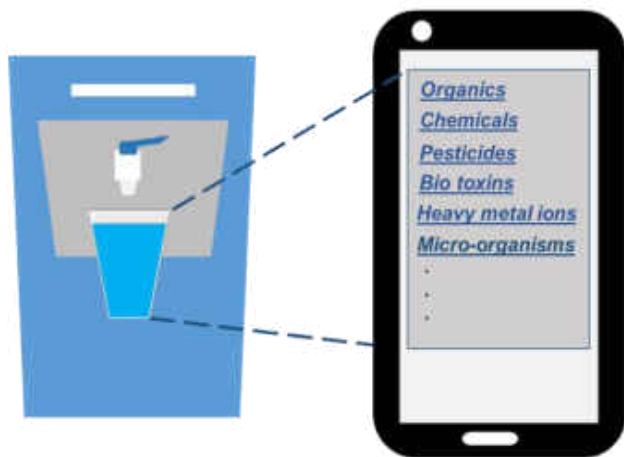 Organics
Chemicals
Pesticides
Bio toxins
Heavy metal ions
Micro-organisms
.
.
.